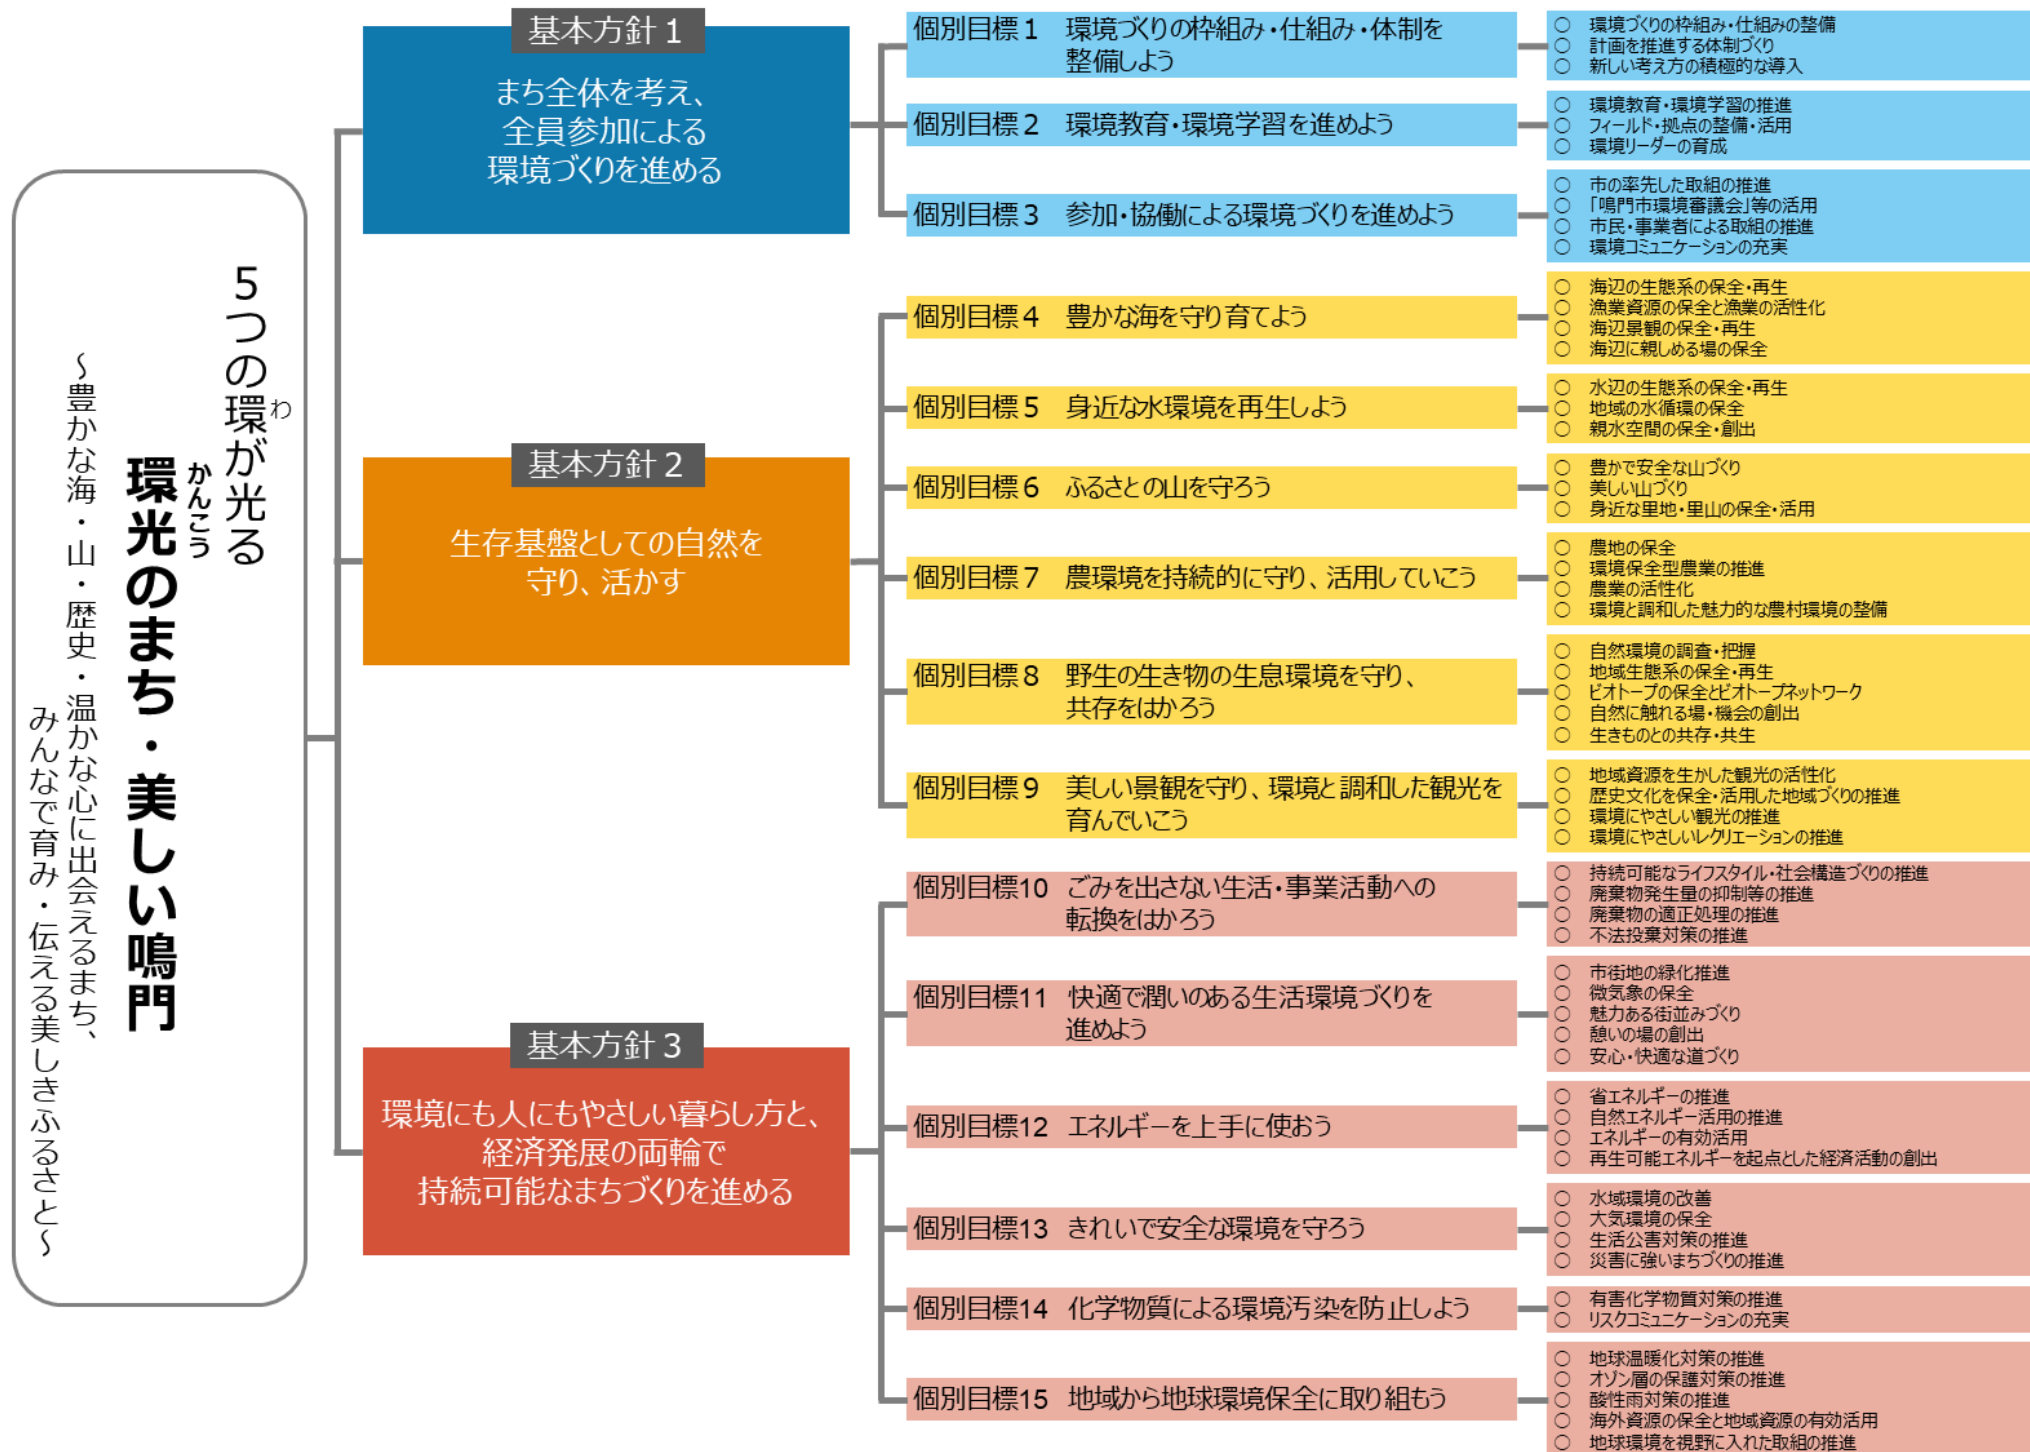 5つの環が光る
わ
環光のまち・美しい鳴門
かんこう
～豊かな海・山・歴史・温かな心に出会えるまち、
みんなで育み・伝える美しきふるさと～
基本方針1
まち全体を考え、
全員参加による
環境づくりを進める
個別目標1 環境づくりの枠組み・仕組み・体制を
整備しよう
○ 環境づくりの枠組み・仕組みの整備
○ 計画を推進する体制づくり
○ 新しい考え方の積極的な導入
個別目標2 環境教育・環境学習を進めよう
○ 環境教育・環境学習の推進
○ フィールド・拠点の整備・活用
○ 環境リーダーの育成
個別目標3 参加・協働による環境づくりを進めよう
○ 市の率先した取組の推進
○ 「鳴門市環境審議会」等の活用
○ 市民・事業者による取組の推進
○ 環境コミュニケーションの充実
基本方針2
生存基盤としての自然を
守り、活かす
個別目標4 豊かな海を守り育てよう
○ 海辺の生態系の保全・再生
○ 漁業資源の保全と漁業の活性化
○ 海辺景観の保全・再生
○ 海辺に親しめる場の保全
個別目標5 身近な水環境を再生しよう
○ 水辺の生態系の保全・再生
○ 地域の水循環の保全
○ 親水空間の保全・創出
個別目標6 ふるさとの山を守ろう
○ 豊かで安全な山づくり
○ 美しい山づくり
○ 身近な里地・里山の保全・活用
個別目標7 農環境を持続的に守り、活用していこう
○ 農地の保全
○ 環境保全型農業の推進
○ 農業の活性化
○ 環境と調和した魅力的な農村環境の整備
個別目標8 野生の生き物の生息環境を守り、
共存をはかろう
○ 自然環境の調査・把握
○ 地域生態系の保全・再生
○ ビオトープの保全とビオトープネットワーク
○ 自然に触れる場・機会の創出
○ 生きものとの共存・共生
個別目標9 美しい景観を守り、環境と調和した観光を
育んでいこう
○ 地域資源を生かした観光の活性化
○ 歴史文化を保全・活用した地域づくりの推進
○ 環境にやさしい観光の推進
○ 環境にやさしいレクリエーションの推進
基本方針3
環境にも人にもやさしい暮らし方と、
経済発展の両輪で
持続可能なまちづくりを進める
個別目標10 ごみを出さない生活・事業活動への
転換をはかろう
○ 持続可能なライフスタイル・社会構造づくりの推進
○ 廃棄物発生量の抑制等の推進
○ 廃棄物の適正処理の推進
○ 不法投棄対策の推進
個別目標11 快適で潤いのある生活環境づくりを
進めよう
○ 市街地の緑化推進
○ 微気象の保全
○ 魅力ある街並みづくり
○ 憩いの場の創出
○ 安心・快適な道づくり
個別目標12 エネルギーを上手に使おう
○ 省エネルギーの推進
○ 自然エネルギー活用の推進
○ エネルギーの有効活用
○ 再生可能エネルギーを起点とした経済活動の創出
個別目標13 きれいで安全な環境を守ろう
○ 水域環境の改善
○ 大気環境の保全
○ 生活公害対策の推進
○ 災害に強いまちづくりの推進
個別目標14 化学物質による環境汚染を防止しよう
○ 有害化学物質対策の推進
○ リスクコミュニケーションの充実
個別目標15 地域から地球環境保全に取り組もう
○ 地球温暖化対策の推進
○ オゾン層の保護対策の推進
○ 酸性雨対策の推進
○ 海外資源の保全と地域資源の有効活用
○ 地球環境を視野に入れた取組の推進